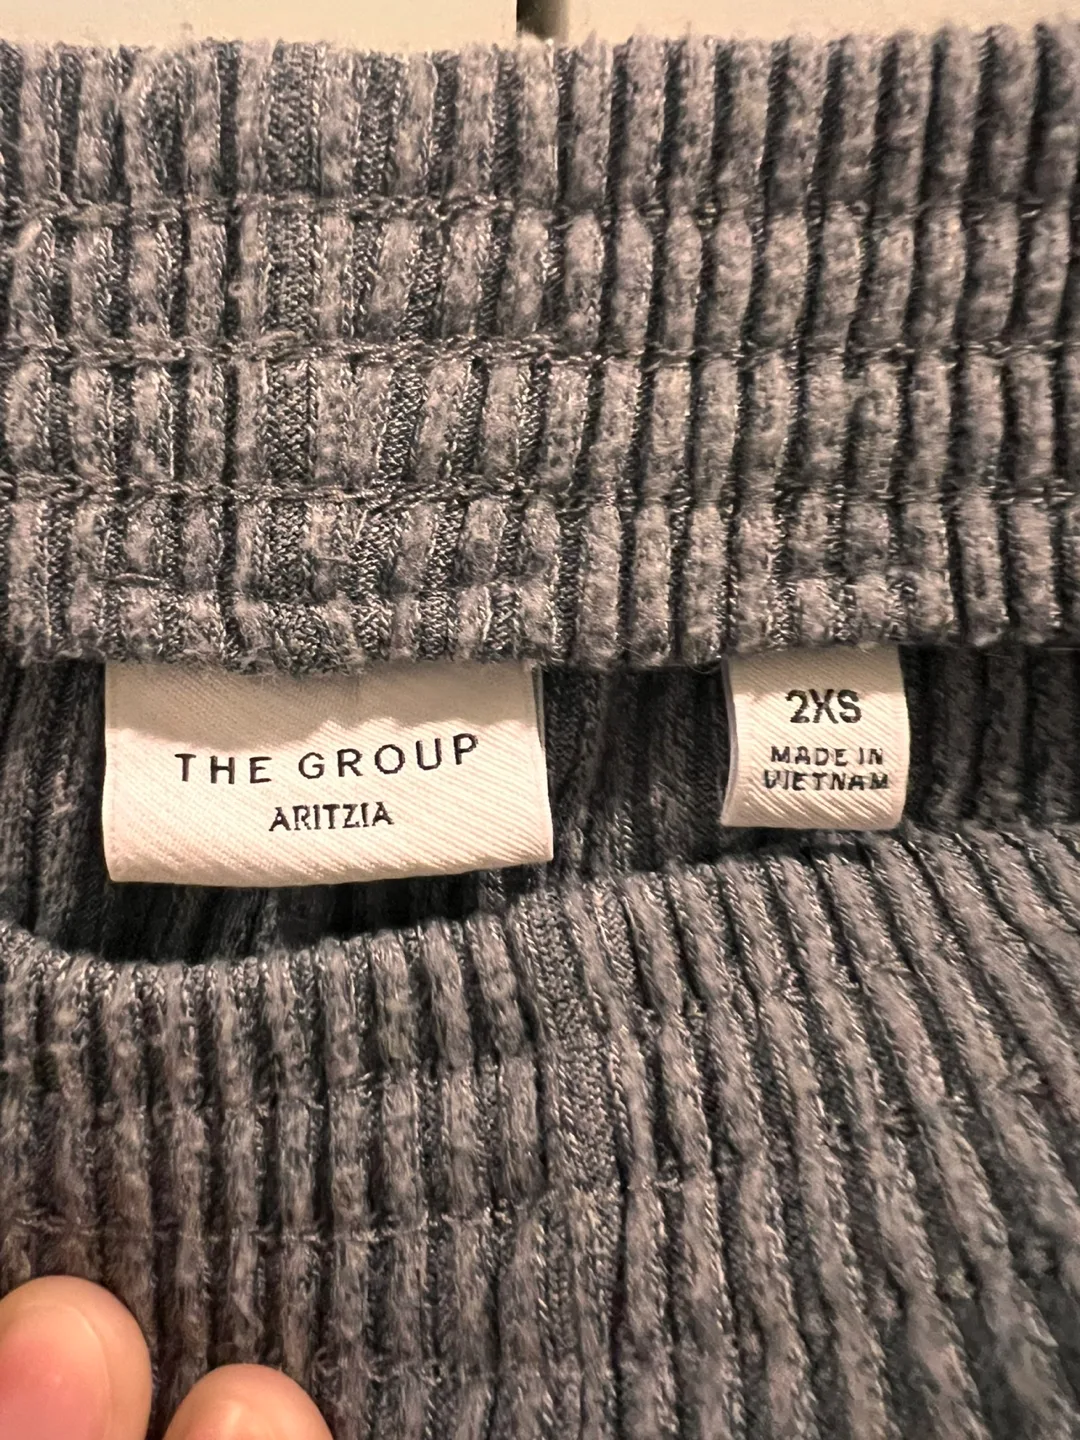 THE GROUP
ARITZIA
2XS
MADE IN
VIETNAM